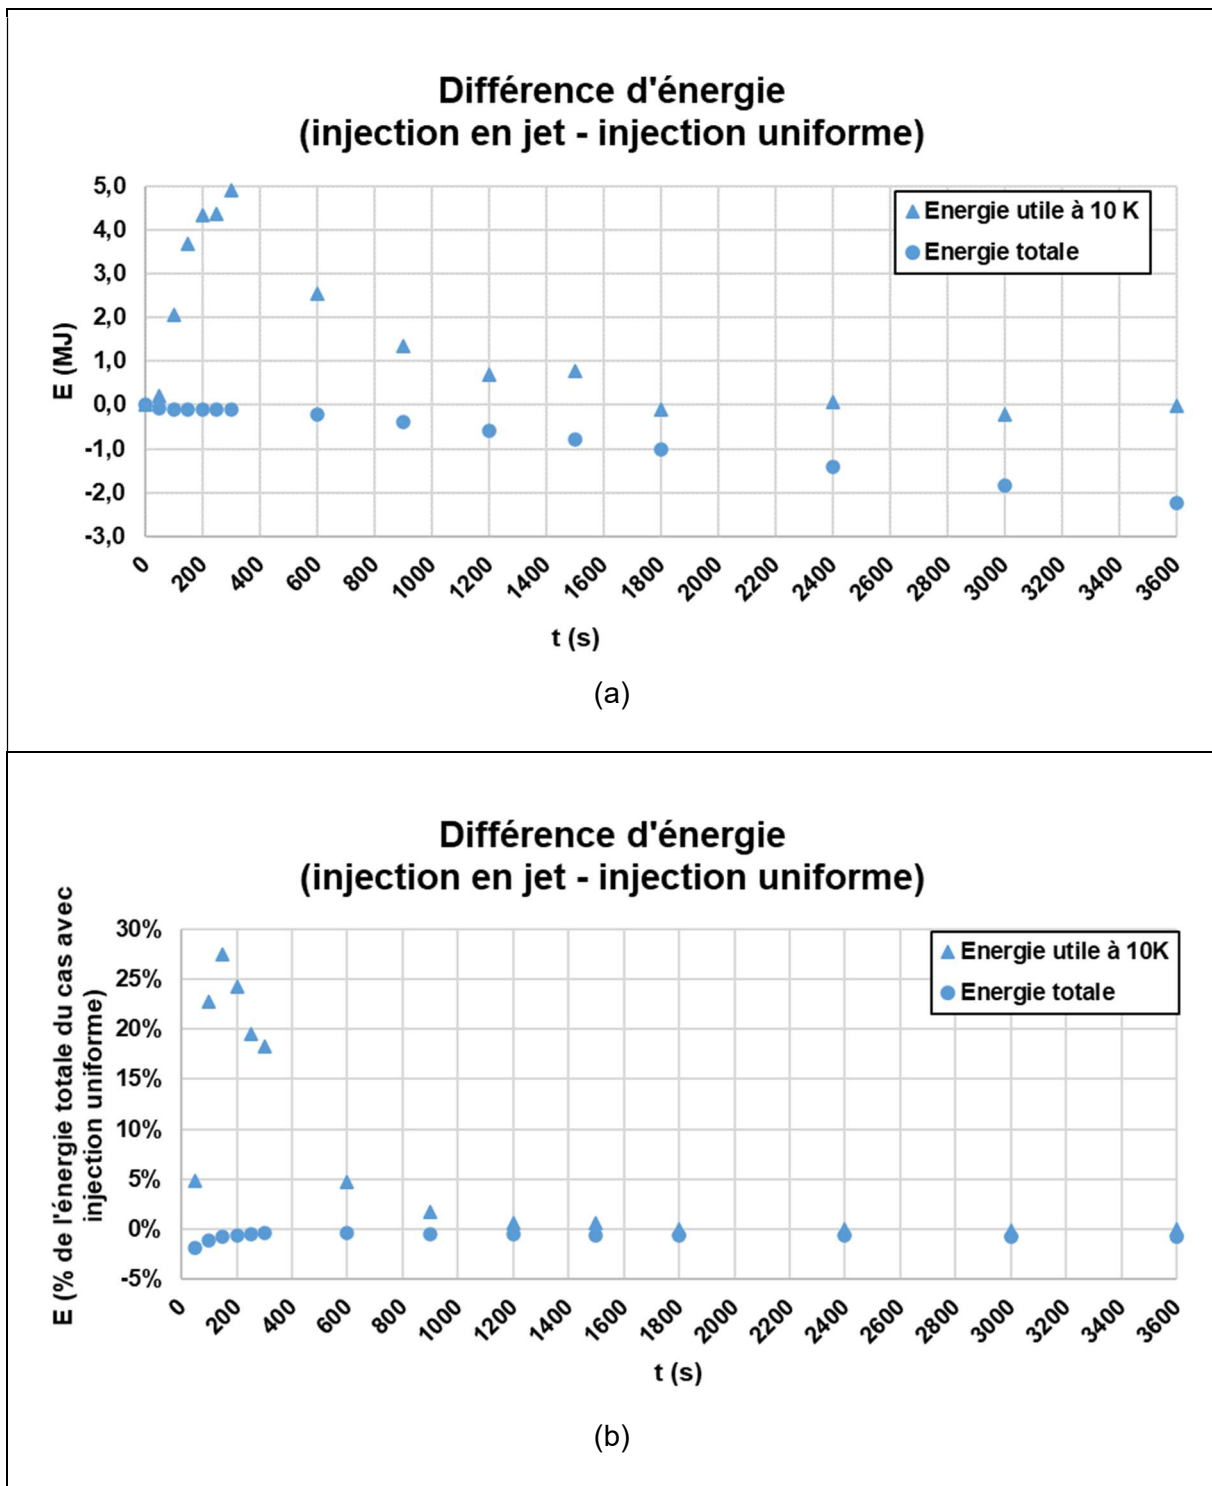 Différence d'énergie
(injection en jet - injection uniforme)
5,0
4,0
3,0
2,0
1,0
0,0
-1,0
-2,0
-3,0
E (MJ)
Energie utile à 10 K
Energie totale
0 200 400 600 800 1000 1200 1400 1600 1800 2000 2200 2400 2600 2800 3000 3200 3400 3600
t (s)
(a)
Différence d'énergie
(injection en jet - injection uniforme)
E (% de l'énergie totale du cas avec
injection uniforme)
30%
25%
20%
15%
10%
5%
0%
-5%
Energie utile à 10K
Energie totale
0 200 400 600 800 1000 1200 1400 1600 1800 2000 2200 2400 2600 2800 3000 3200 3400 3600
t (s)
(b)